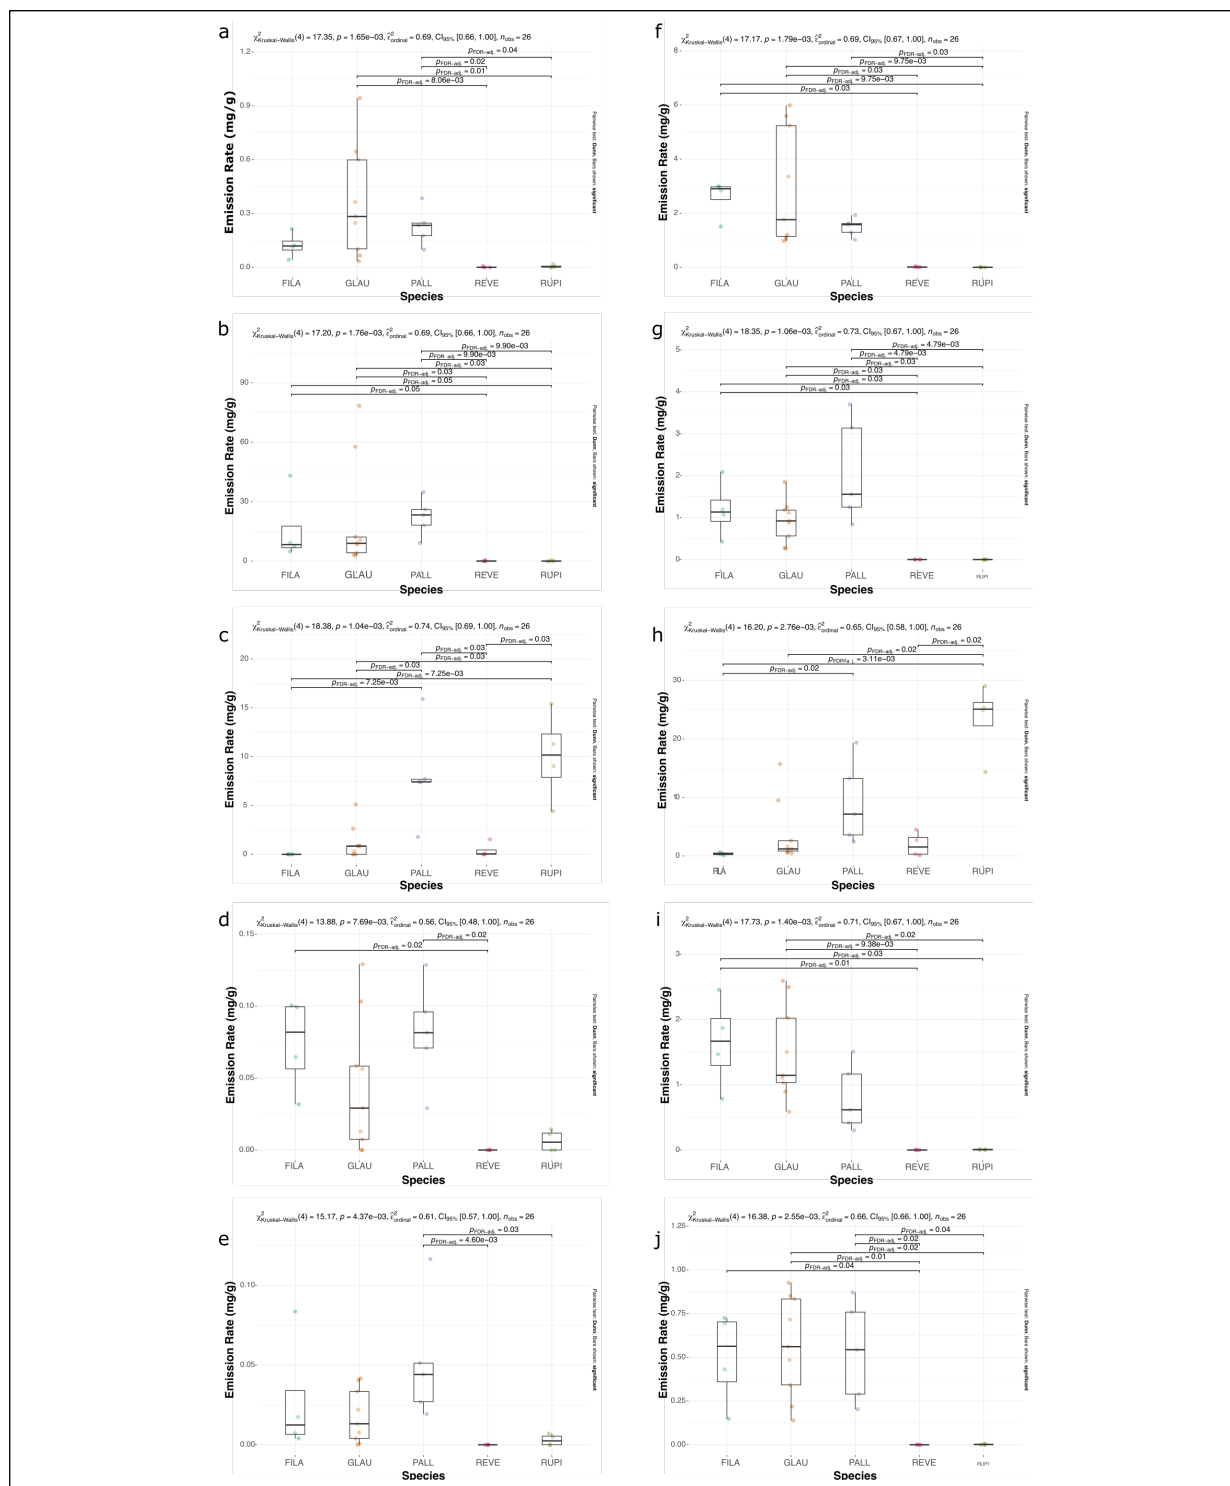 a
χ²Kruskal−Wallis(4) = 17.35, p = 1.65e−03, ε̂²ordinal = 0.69, CI95% [0.66, 1.00], nobs = 26
pFDR−adj. = 0.04
pFDR−adj. = 0.02
pFDR−adj. = 0.01
pFDR−adj. = 8.06e−03
Emission Rate (mg/g)
1.2
0.9
0.6
0.3
0.0
FILA GLAU PALL REVE RUPI
Species
Pairwise test: Dunn, Bars shown: significant
b
χ²Kruskal−Wallis(4) = 17.20, p = 1.76e−03, ε̂²ordinal = 0.69, CI95% [0.66, 1.00], nobs = 26
pFDR−adj. = 9.90e−03
pFDR−adj. = 9.90e−03
pFDR−adj. = 0.03
pFDR−adj. = 0.03
pFDR−adj. = 0.05
pFDR−adj. = 0.05
Emission Rate (mg/g)
90
60
30
0
FILA GLAU PALL REVE RUPI
Species
Pairwise test: Dunn, Bars shown: significant
c
χ²Kruskal−Wallis(4) = 18.38, p = 1.04e−03, ε̂²ordinal = 0.74, CI95% [0.69, 1.00], nobs = 26
pFDR−adj. = 0.03
pFDR−adj. = 0.03
pFDR−adj. = 0.03
pFDR−adj. = 0.03
pFDR−adj. = 7.25e−03
pFDR−adj. = 7.25e−03
Emission Rate (mg/g)
20
15
10
5
0
FILA GLAU PALL REVE RUPI
Species
Pairwise test: Dunn, Bars shown: significant
d
χ²Kruskal−Wallis(4) = 13.88, p = 7.69e−03, ε̂²ordinal = 0.56, CI95% [0.48, 1.00], nobs = 26
pFDR−adj. = 0.02
pFDR−adj. = 0.02
Emission Rate (mg/g)
0.15
0.10
0.05
0.00
FILA GLAU PALL REVE RUPI
Species
Pairwise test: Dunn, Bars shown: significant
e
χ²Kruskal−Wallis(4) = 15.17, p = 4.37e−03, ε̂²ordinal = 0.61, CI95% [0.57, 1.00], nobs = 26
pFDR−adj. = 0.03
pFDR−adj. = 4.60e−03
Emission Rate (mg/g)
0.10
0.05
0.00
FILA GLAU PALL REVE RUPI
Species
Pairwise test: Dunn, Bars shown: significant
f
χ²Kruskal−Wallis(4) = 17.17, p = 1.79e−03, ε̂²ordinal = 0.69, CI95% [0.67, 1.00], nobs = 26
pFDR−adj. = 0.03
pFDR−adj. = 9.75e−03
pFDR−adj. = 0.03
pFDR−adj. = 9.75e−03
pFDR−adj. = 0.03
Emission Rate (mg/g)
8
6
4
2
0
FILA GLAU PALL REVE RUPI
Species
Pairwise test: Dunn, Bars shown: significant
g
χ²Kruskal−Wallis(4) = 18.35, p = 1.06e−03, ε̂²ordinal = 0.73, CI95% [0.67, 1.00], nobs = 26
pFDR−adj. = 4.79e−03
pFDR−adj. = 4.79e−03
pFDR−adj. = 0.03
pFDR−adj. = 0.03
pFDR−adj. = 0.03
pFDR−adj. = 0.03
Emission Rate (mg/g)
5
4
3
2
1
0
FILA GLAU PALL REVE RUPI
Species
Pairwise test: Dunn, Bars shown: significant
h
χ²Kruskal−Wallis(4) = 16.20, p = 2.76e−03, ε̂²ordinal = 0.65, CI95% [0.58, 1.00], nobs = 26
pFDR−adj. = 0.02
pFDR−adj. = 0.02
= 3.11e−03
pFDR−adj. = 0.02
Emission Rate (mg/g)
30
20
10
0
GLAU PALL REVE RUPI
Species
Pairwise test: Dunn, Bars shown: significant
i
χ²Kruskal−Wallis(4) = 17.73, p = 1.40e−03, ε̂²ordinal = 0.71, CI95% [0.67, 1.00], nobs = 26
pFDR−adj. = 0.02
pFDR−adj. = 9.38e−03
pFDR−adj. = 0.03
pFDR−adj. = 0.01
Emission Rate (mg/g)
3
2
1
0
FILA GLAU PALL REVE RUPI
Species
Pairwise test: Dunn, Bars shown: significant
j
χ²Kruskal−Wallis(4) = 16.38, p = 2.55e−03, ε̂²ordinal = 0.66, CI95% [0.66, 1.00], nobs = 26
pFDR−adj. = 0.04
pFDR−adj. = 0.02
pFDR−adj. = 0.02
pFDR−adj. = 0.01
pFDR−adj. = 0.04
Emission Rate (mg/g)
1.25
1.00
0.75
0.50
0.25
0.00
FILA GLAU PALL REVE RUPI
Species
Pairwise test: Dunn, Bars shown: significant